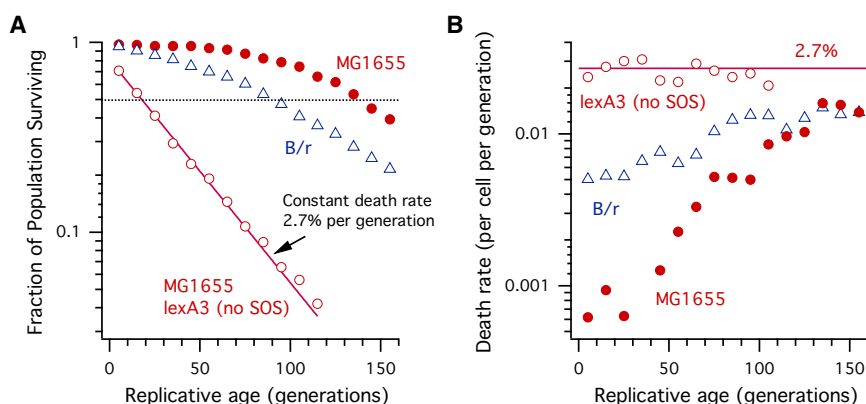 A
Fraction of Population Surviving
1
0.1
MG1655
B/r
Constant death rate
2.7% per generation
MG1655
lexA3 (no SOS)
0
50
100
150
Replicative age (generations)
B
Death rate (per cell per generation)
0.01
0.001
2.7%
lexA3 (no SOS)
B/r
MG1655
0
50
100
150
Replicative age (generations)